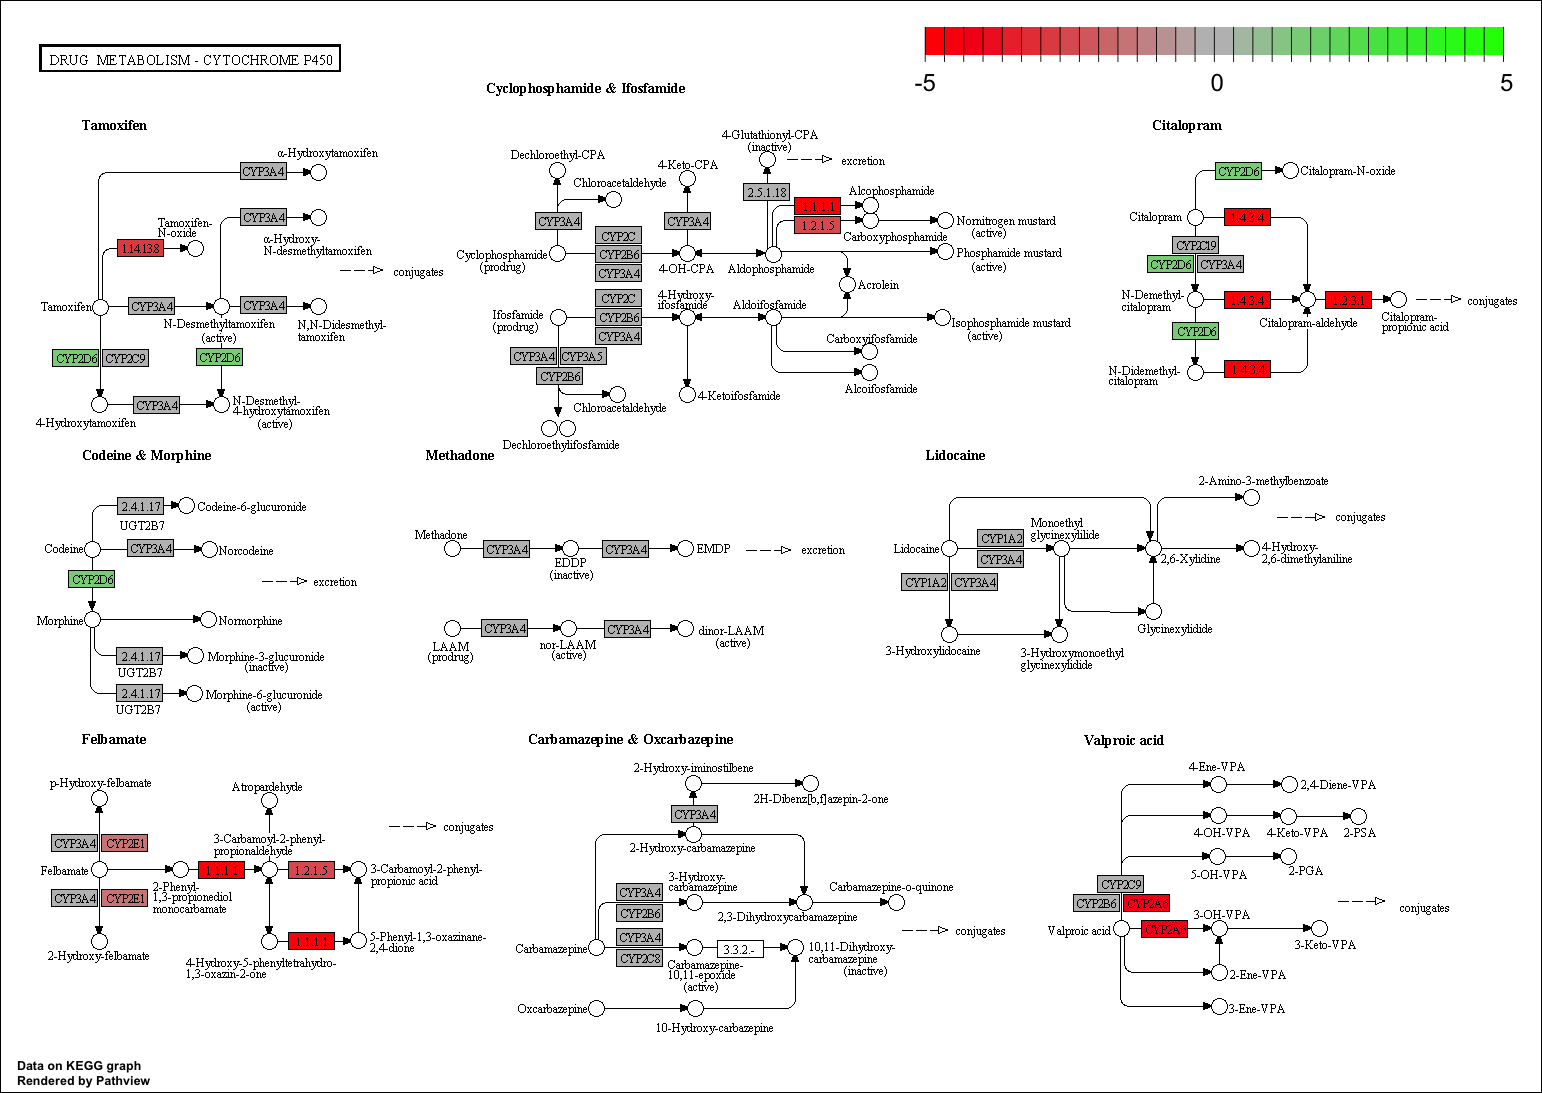 DRUG METABOLISM - CYTOCHROME P450
-5
0
5
Cyclophosphamide & Ifosfamide
Tamoxifen
Citalopram
α-Hydroxytamoxifen
CYP3A4
Tamoxifen-
N-oxide
1.14.13.8
CYP3A4
α-Hydroxy-
N-desmethyltamoxifen
conjugates
Tamoxifen
CYP3A4
CYP3A4
N-Desmethyltamoxifen
(active)
N,N-Didesmethyl-
tamoxifen
CYP2D6
CYP2C9
CYP2D6
CYP3A4
N-Desmethyl-
4-hydroxytamoxifen
(active)
4-Hydroxytamoxifen
Dechloroethyl-CPA
Chloroacetaldehyde
CYP3A4
4-Keto-CPA
CYP3A4
4-Glutathionyl-CPA
(inactive)
excretion
2.5.1.18
1.1.1.1
Alcophosphamide
1.2.1.5
Carboxyphosphamide
Nornitrogen mustard
(active)
Cyclophosphamide
(prodrug)
CYP2C
CYP2B6
CYP3A4
4-OH-CPA
Aldophosphamide
Phosphamide mustard
(active)
Acrolein
Ifosfamide
(prodrug)
CYP2C
CYP2B6
CYP3A4
4-Hydroxy-
ifosfamide
Aldoifosfamide
Isophosphamide mustard
(active)
CYP3A4
CYP3A5
CYP2B6
Carboxyifosfamide
Alcoifosfamide
4-Ketoifosfamide
Chloroacetaldehyde
Dechloroethylifosfamide
CYP2D6
Citalopram-N-oxide
Citalopram
1.4.3.4
CYP2C19
CYP2D6
CYP3A4
N-Demethyl-
citalopram
1.4.3.4
1.2.3.1
conjugates
Citalopram-aldehyde
Citalopram-
propionic acid
CYP2D6
N-Didemethyl-
citalopram
1.4.3.4
Codeine & Morphine
Methadone
Lidocaine
2.4.1.17
Codeine-6-glucuronide
UGT2B7
Codeine
CYP3A4
Norcodeine
CYP2D6
excretion
Morphine
Normorphine
2.4.1.17
Morphine-3-glucuronide
(inactive)
UGT2B7
2.4.1.17
Morphine-6-glucuronide
(active)
UGT2B7
Methadone
CYP3A4
CYP3A4
EMDP
excretion
EDDP
(inactive)
CYP3A4
CYP3A4
dinor-LAAM
(active)
LAAM
(prodrug)
nor-LAAM
(active)
2-Amino-3-methylbenzoate
conjugates
Lidocaine
CYP1A2
CYP3A4
Monoethyl
glycinexylilide
2,6-Xylidine
4-Hydroxy-
2,6-dimethylaniline
CYP1A2
CYP3A4
Glycinexylidide
3-Hydroxylidocaine
3-Hydroxymonoethyl
glycinexylidide
Felbamate
Carbamazepine & Oxcarbazepine
Valproic acid
p-Hydroxy-felbamate
Atropardehyde
conjugates
CYP3A4
CYP2E1
3-Carbamoyl-2-phenyl-
propionaldehyde
Felbamate
1.1.1.1
1.2.1.5
3-Carbamoyl-2-phenyl-
propionic acid
CYP3A4
CYP2E1
2-Phenyl-
1,3-propionediol
monocarbamate
2-Hydroxy-felbamate
1.1.1.1
5-Phenyl-1,3-oxazinane-
2,4-dione
4-Hydroxy-5-phenyltetrahydro-
1,3-oxazin-2-one
2-Hydroxy-iminostilbene
2H-Dibenz[b,f]azepin-2-one
CYP3A4
2-Hydroxy-carbamazepine
CYP3A4
CYP2B6
3-Hydroxy-
carbamazepine
2,3-Dihydroxycarbamazepine
Carbamazepine-o-quinone
conjugates
Carbamazepine
CYP3A4
CYP2C8
Carbamazepine-
10,11-epoxide
(active)
3.3.2.-
10,11-Dihydroxy-
carbamazepine
(inactive)
Oxcarbazepine
10-Hydroxy-carbazepine
4-Ene-VPA
2,4-Diene-VPA
4-OH-VPA
4-Keto-VPA
2-PSA
5-OH-VPA
2-PGA
CYP2C9
CYP2B6
CYP2A6
conjugates
Valproic acid
CYP2A6
3-OH-VPA
3-Keto-VPA
2-Ene-VPA
3-Ene-VPA
Data on KEGG graph
Rendered by Pathview